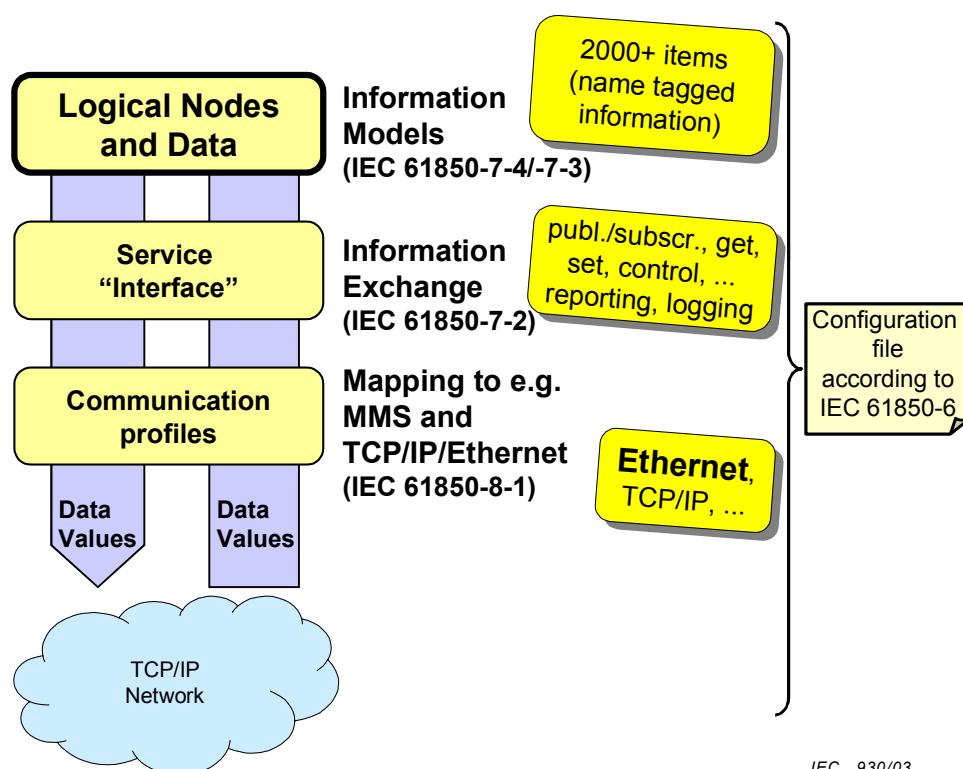 Logical Nodes
and Data
Information
Models
(IEC 61850-7-4/-7-3)
2000+ items
(name tagged
information)
Service
“Interface”
Information
Exchange
(IEC 61850-7-2)
publ./subscr., get,
set, control, ...
reporting, logging
Configuration
file
according to
IEC 61850-6
Communication
profiles
Mapping to e.g.
MMS and
TCP/IP/Ethernet
(IEC 61850-8-1)
Ethernet,
TCP/IP, ...
Data
Values
Data
Values
TCP/IP
Network
IEC 930/03